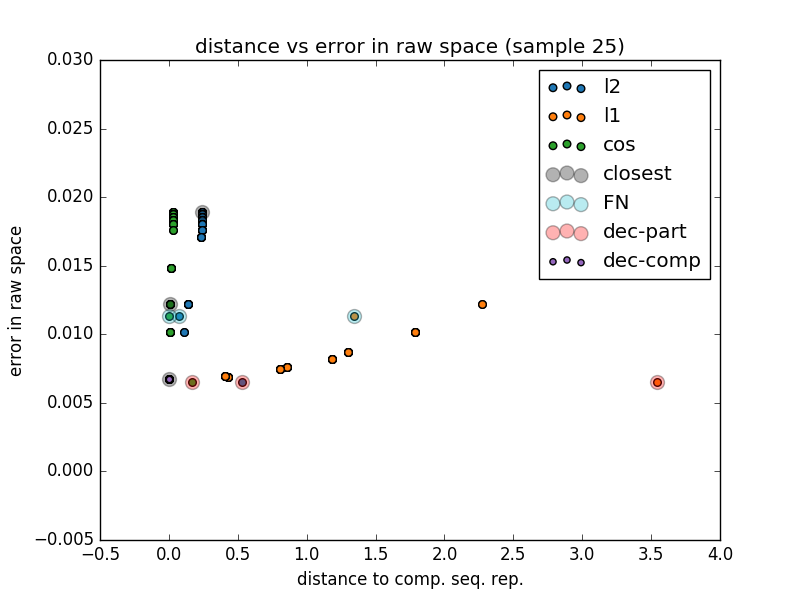 distance vs error in raw space (sample 25)
0.030
0.025
0.020
0.015
0.010
0.005
0.000
−0.005
error in raw space
l2
l1
cos
closest
FN
dec-part
dec-comp
−0.5 0.0 0.5 1.0 1.5 2.0 2.5 3.0 3.5 4.0
distance to comp. seq. rep.